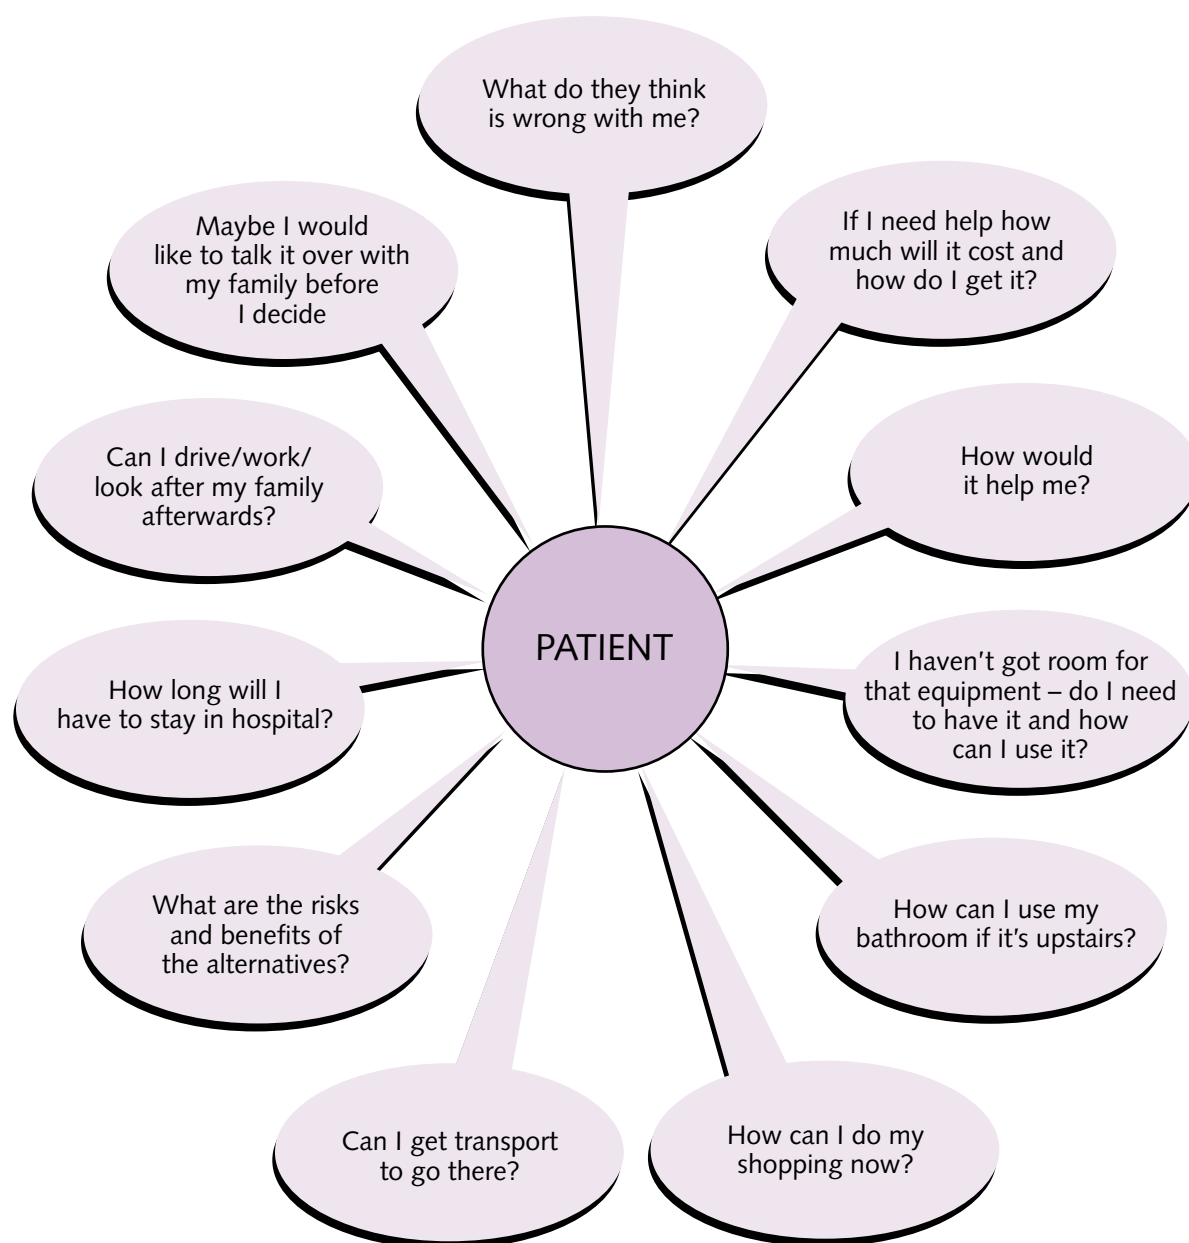 What do they think
is wrong with me?
If I need help how
much will it cost and
how do I get it?
How would
it help me?
I haven't got room for
that equipment – do I need
to have it and how
can I use it?
How can I use my
bathroom if it's upstairs?
How can I do my
shopping now?
Can I get transport
to go there?
What are the risks
and benefits of
the alternatives?
How long will I
have to stay in hospital?
Can I drive/work/
look after my family
afterwards?
Maybe I would
like to talk it over with
my family before
I decide
PATIENT